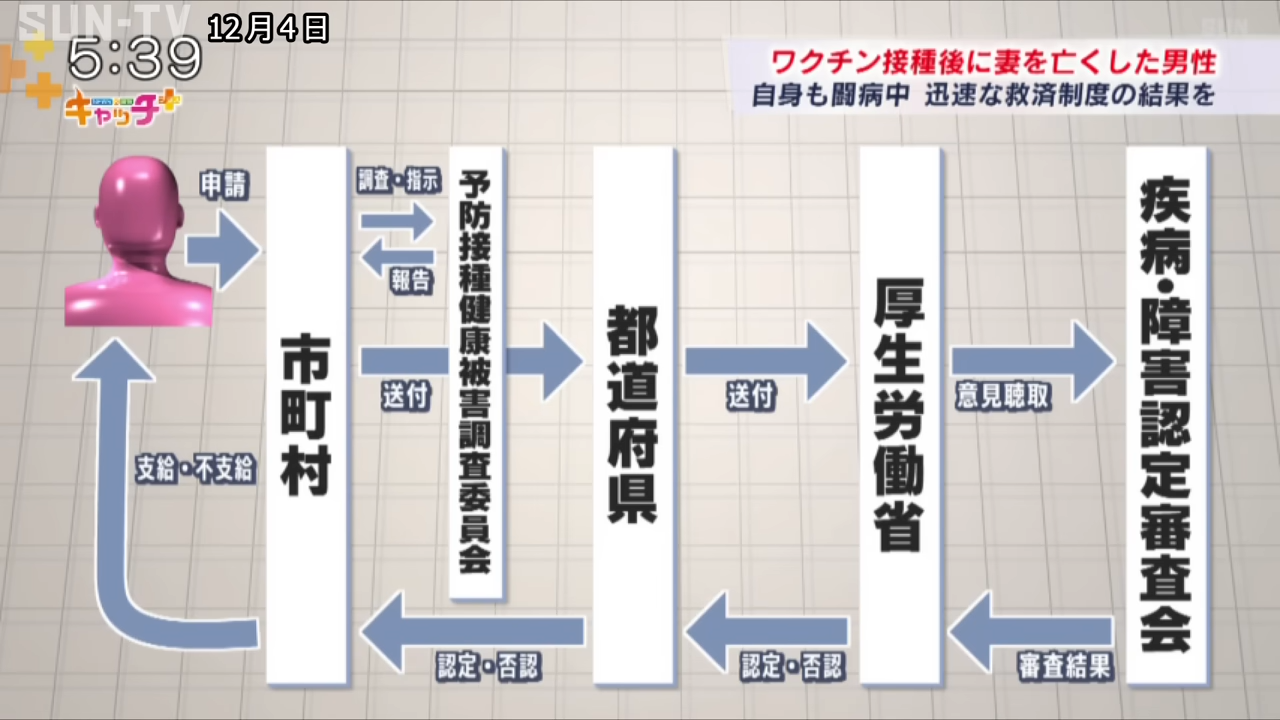 SUN-TV
12月4日
5:39
キャッチ+
ワクチン接種後に妻を亡くした男性
自身も闘病中 迅速な救済制度の結果を
申請
市町村
調査・指示
報告
予防接種健康被害調査委員会
送付
都道府県
送付
厚生労働省
意見聴取
疾病・障害認定審査会
審査結果
認定・否認
認定・否認
支給・不支給